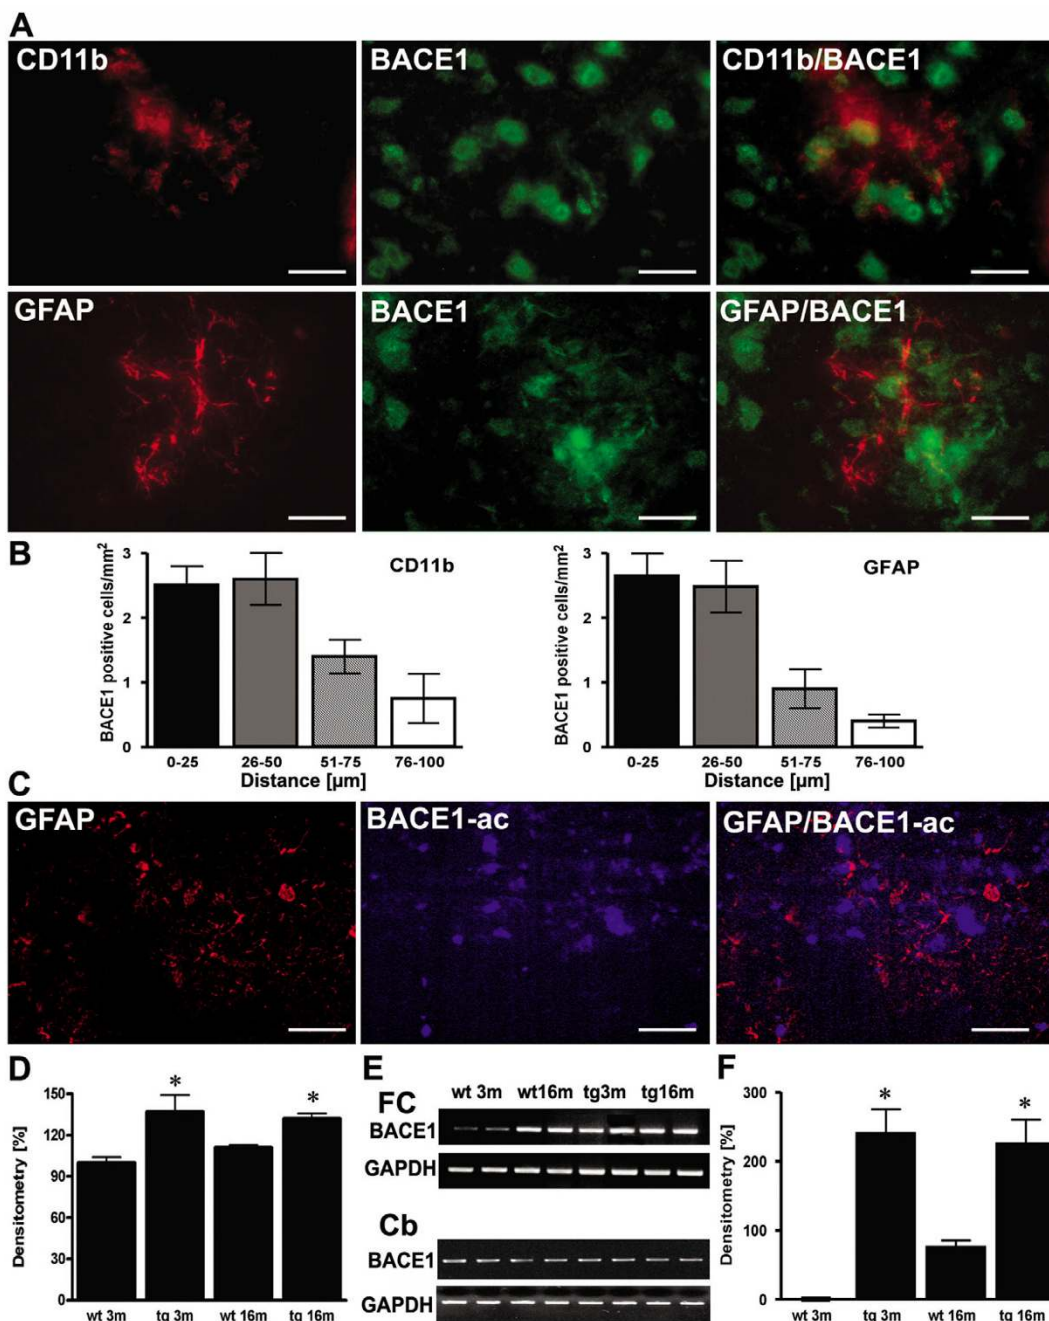 A
CD11b
BACE1
CD11b/BACE1
GFAP
BACE1
GFAP/BACE1
B
BACE1 positive cells/mm2
3
2
1
0
CD11b
0-25 26-50 51-75 76-100
Distance [µm]
BACE1 positive cells/mm2
3
2
1
0
GFAP
0-25 26-50 51-75 76-100
Distance [µm]
C
GFAP
BACE1-ac
GFAP/BACE1-ac
D
Densitometry [%]
150
120
90
60
30
0
* *
wt 3m tg 3m wt 16m tg 16m
E
wt 3m wt16m tg3m tg16m
FC
BACE1
GAPDH
Cb
BACE1
GAPDH
F
Densitometry [%]
300
200
100
0
* *
wt 3m tg 3m wt 16m tg 16m